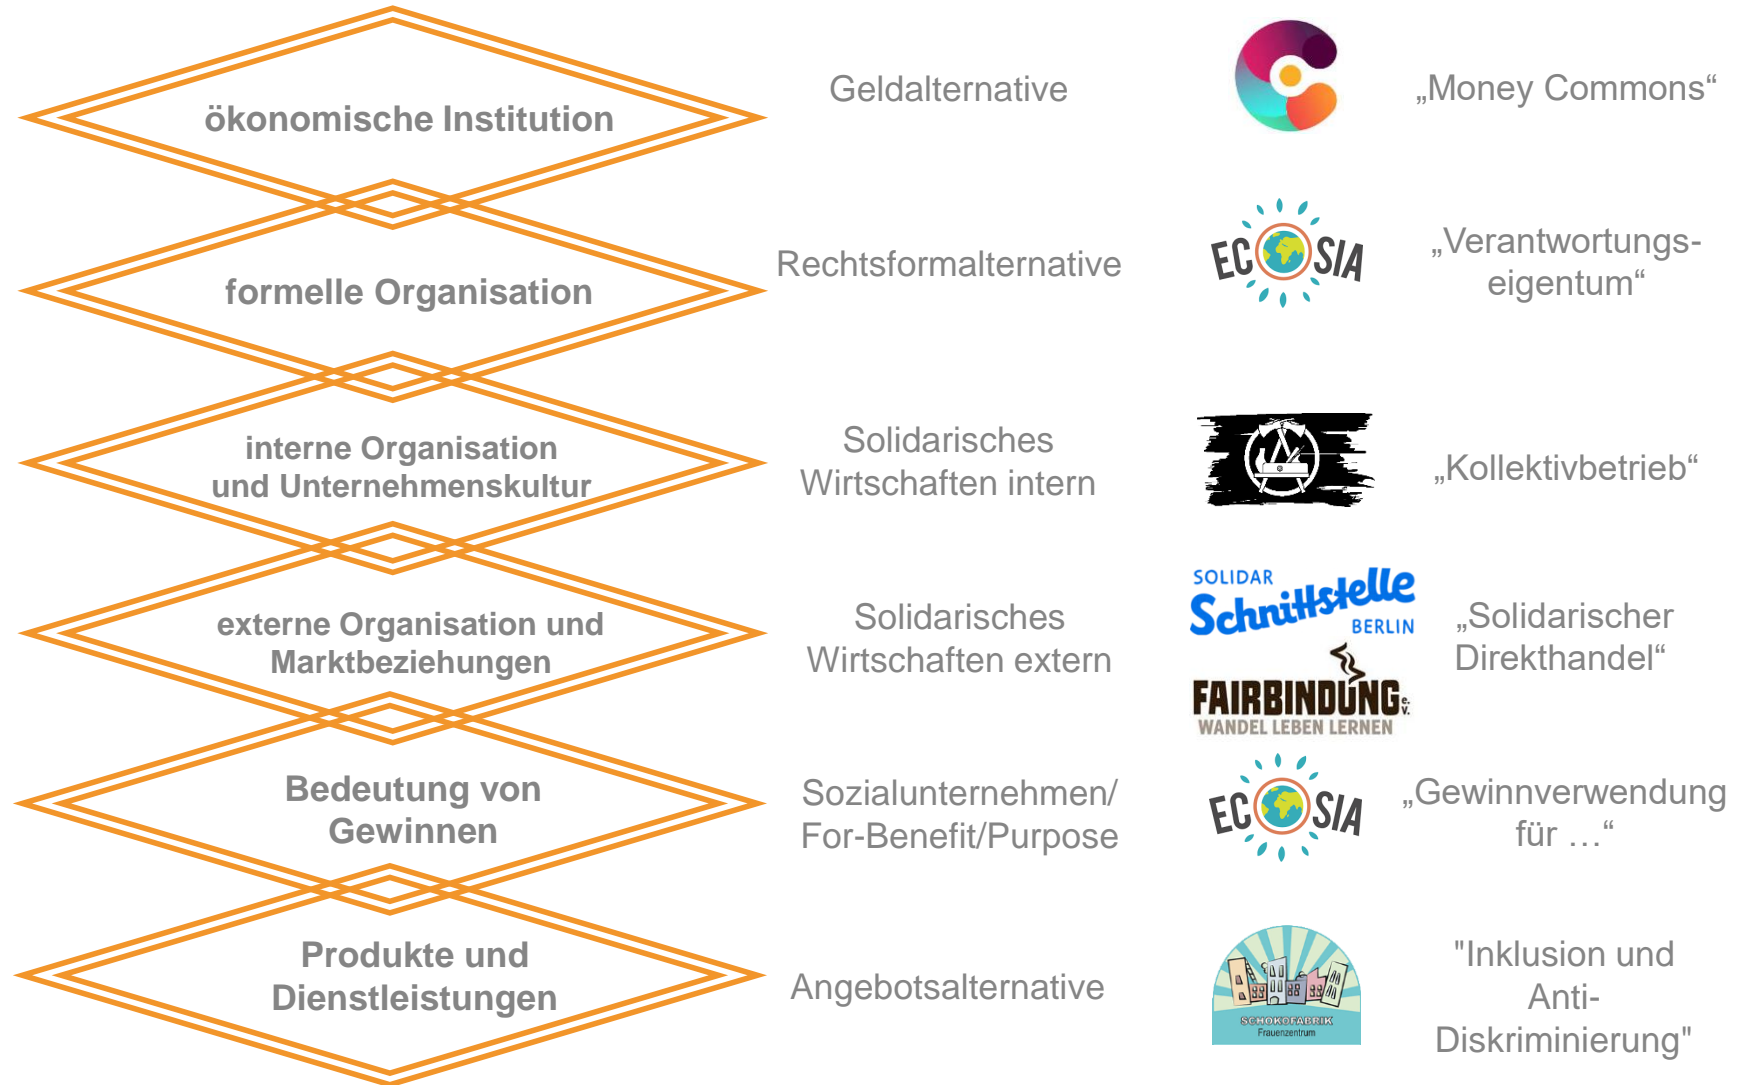 ökonomische Institution
Geldalternative
„Money Commons“
formelle Organisation
Rechtsformalternative
ECOSIA
„Verantwortungs-
eigentum“
interne Organisation
und Unternehmenskultur
Solidarisches
Wirtschaften intern
„Kollektivbetrieb“
externe Organisation und
Marktbeziehungen
Solidarisches
Wirtschaften extern
SOLIDAR
Schnittstelle
BERLIN
FAIRBINDUNG e.V.
WANDEL LEBEN LERNEN
„Solidarischer
Direkthandel“
Bedeutung von
Gewinnen
Sozialunternehmen/
For-Benefit/Purpose
ECOSIA
„Gewinnverwendung
für …“
Produkte und
Dienstleistungen
Angebotsalternative
SCHOKOFABRIK
Frauenzentrum
"Inklusion und
Anti-
Diskriminierung"